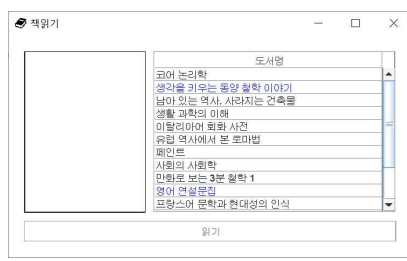 책읽기
도서명
코어 논리학
생각을 키우는 동양 철학 이야기
남아 있는 역사, 사라지는 건축물
생활 과학의 이해
이탈리아어 회화 사전
유럽 역사에서 본 로마법
페인트
사회의 사회학
만화로 보는 3분 철학 1
영어 연설문집
프랑스어 문학과 현대성의 인식
읽기